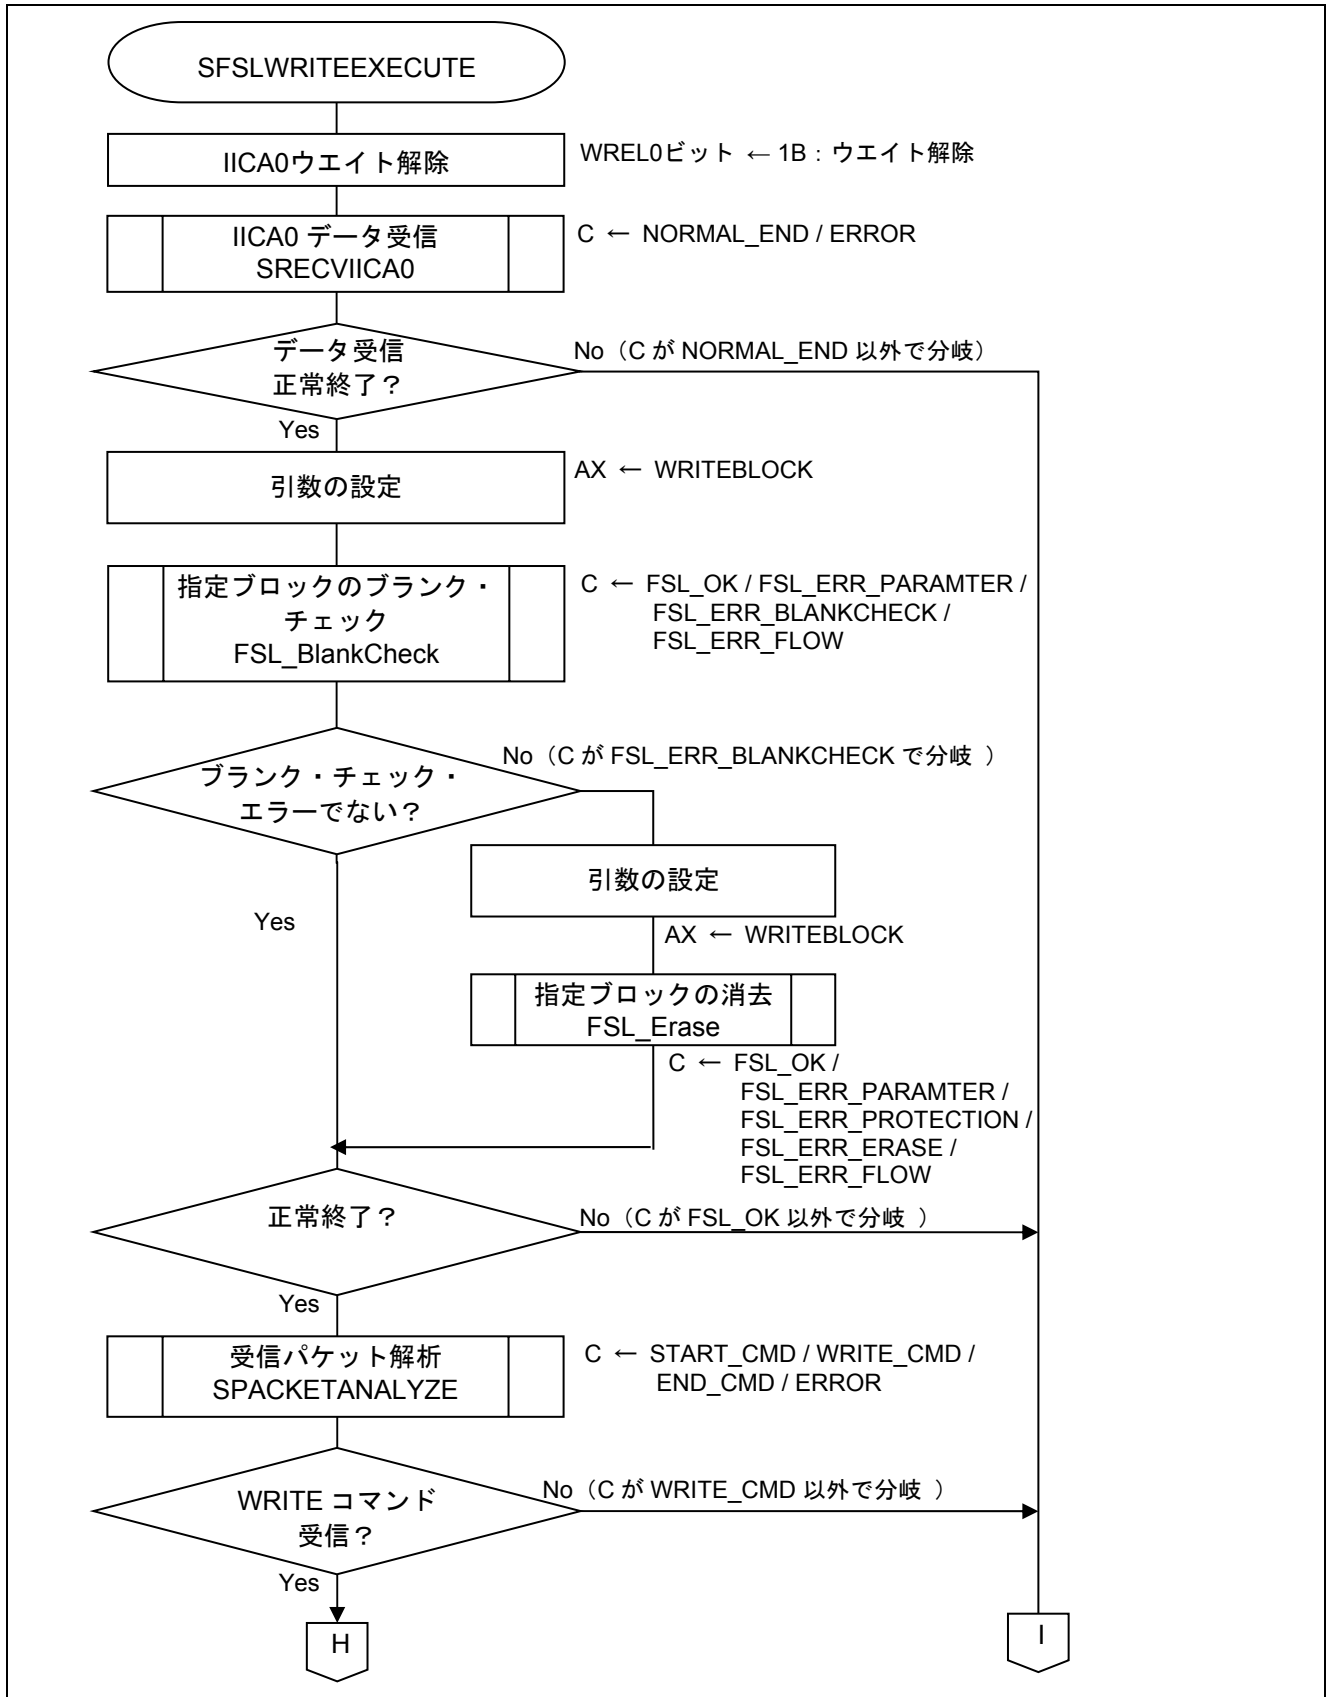 SFSLWRITEEXECUTE
IICA0ウエイト解除
WREL0ビット ← 1B：ウエイト解除
IICA0 データ受信
SRECVIICA0
C ← NORMAL_END / ERROR
データ受信
正常終了？
No（C が NORMAL_END 以外で分岐）
Yes
引数の設定
AX ← WRITEBLOCK
指定ブロックのブランク・
チェック
FSL_BlankCheck
C ← FSL_OK / FSL_ERR_PARAMTER /
FSL_ERR_BLANKCHECK /
FSL_ERR_FLOW
ブランク・チェック・
エラーでない？
No（C が FSL_ERR_BLANKCHECK で分岐 ）
Yes
引数の設定
AX ← WRITEBLOCK
指定ブロックの消去
FSL_Erase
C ← FSL_OK /
FSL_ERR_PARAMTER /
FSL_ERR_PROTECTION /
FSL_ERR_ERASE /
FSL_ERR_FLOW
正常終了？
No（C が FSL_OK 以外で分岐 ）
Yes
受信パケット解析
SPACKETANALYZE
C ← START_CMD / WRITE_CMD /
END_CMD / ERROR
WRITE コマンド
受信？
No（C が WRITE_CMD 以外で分岐 ）
Yes
H
I